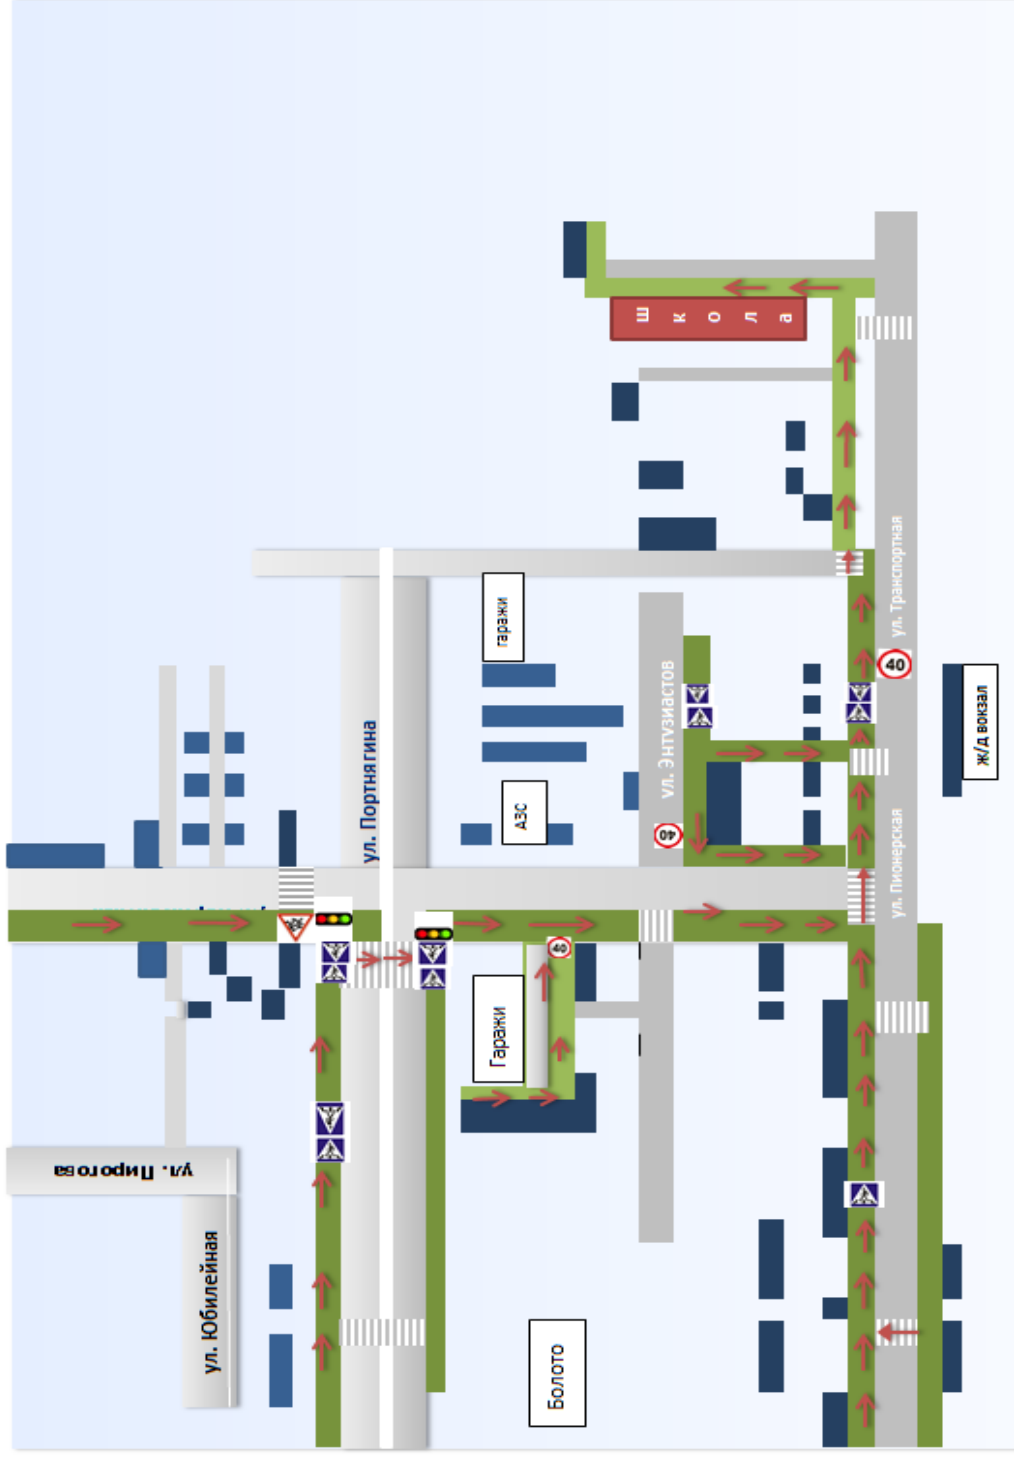 ул. Пирогова
ул. Юбилейная
ул. Портнягина
гаражи
АЗС
Гаражи
Болото
ул. Энтузиастов
40
40
40
Школа
ул. Транспортная
ул. Пионерская
ж/д вокзал